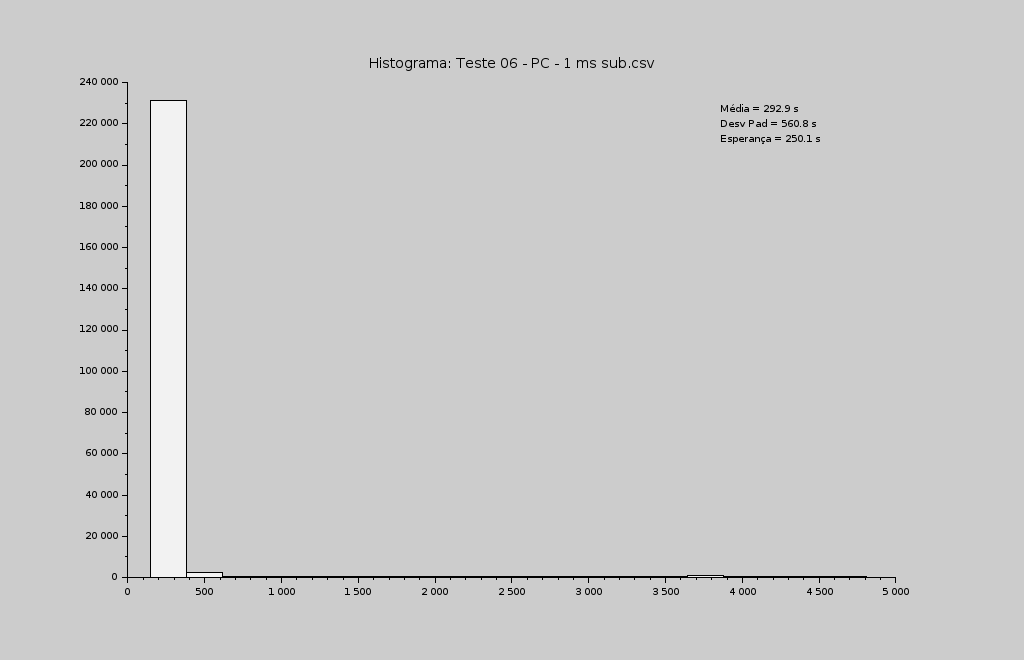 Histograma: Teste 06 - PC - 1 ms sub.csv
240 000
220 000
200 000
180 000
160 000
140 000
120 000
100 000
80 000
60 000
40 000
20 000
0
Média = 292.9 s
Desv Pad = 560.8 s
Esperança = 250.1 s
0 500 1 000 1 500 2 000 2 500 3 000 3 500 4 000 4 500 5 000